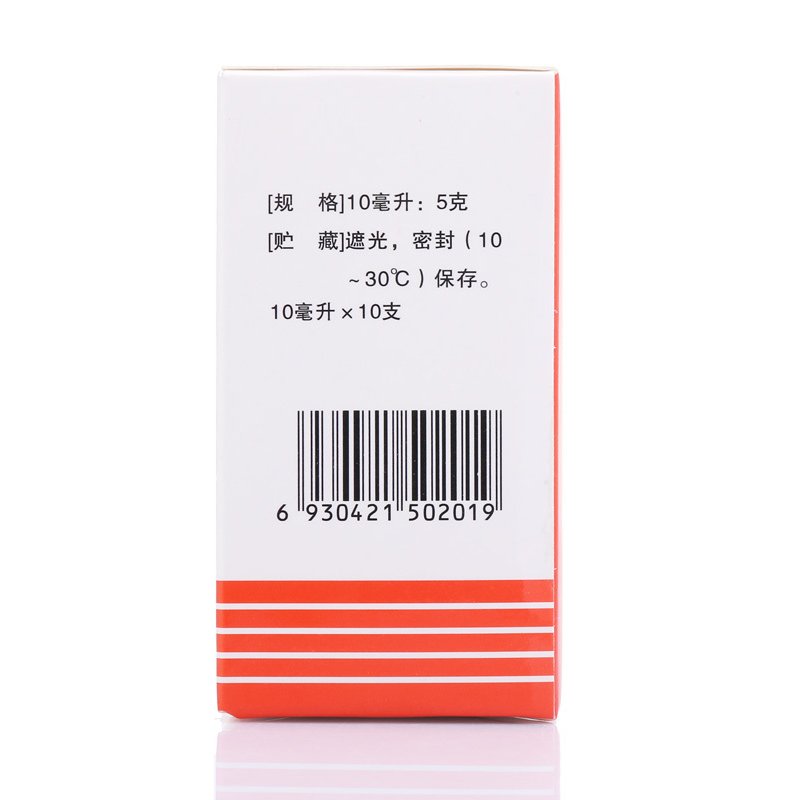 [规　格]10毫升：5克
[贮　藏]遮光，密封（10
~30℃）保存。
10毫升×10支
6 930421 502019